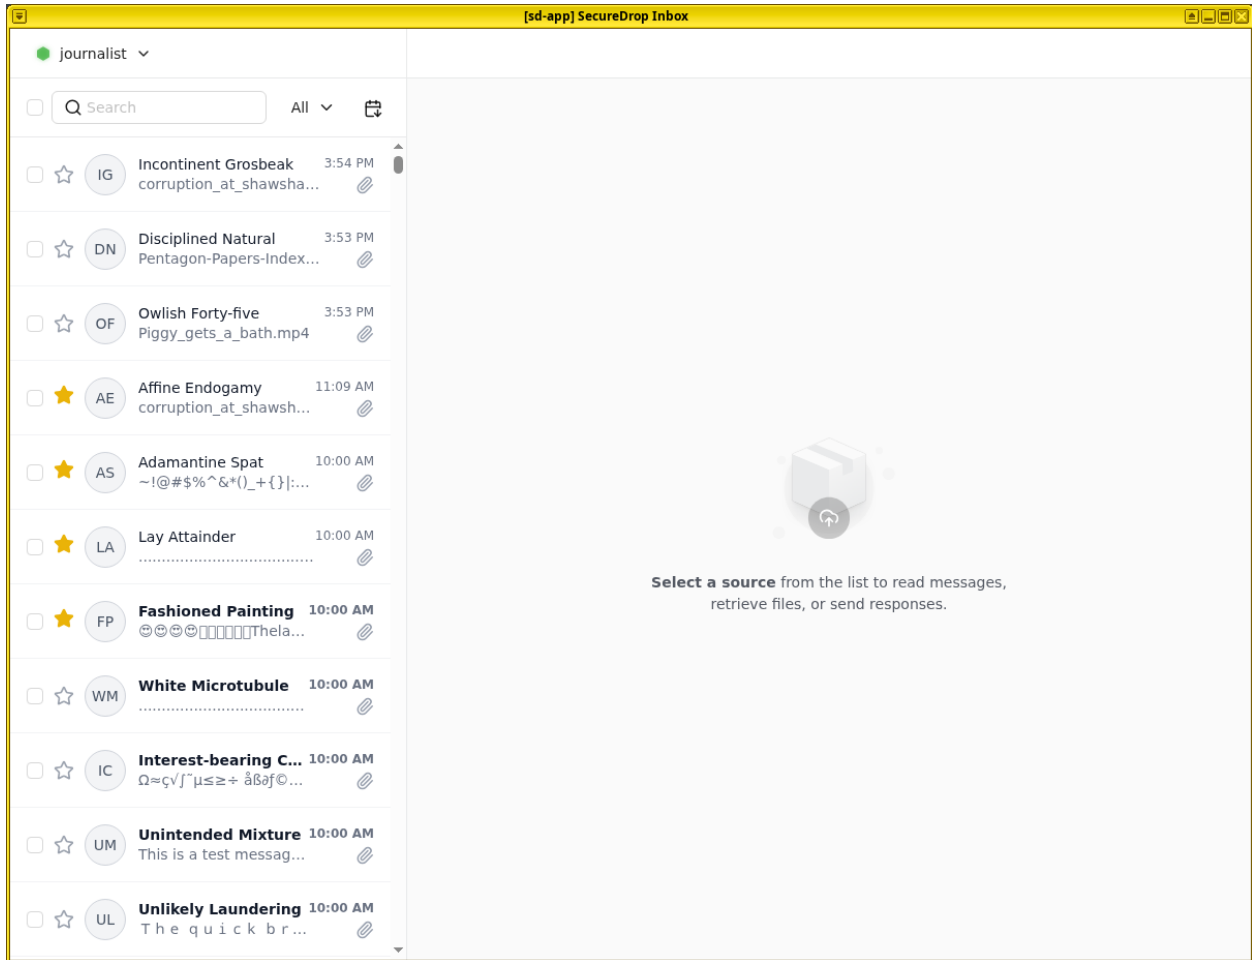 [sd-app] SecureDrop Inbox
journalist
Search
All
IG
Incontinent Grosbeak
3:54 PM
corruption_at_shawsha...
DN
Disciplined Natural
3:53 PM
Pentagon-Papers-Index...
OF
Owlish Forty-five
3:53 PM
Piggy_gets_a_bath.mp4
AE
Affine Endogamy
11:09 AM
corruption_at_shawsh...
AS
Adamantine Spat
10:00 AM
~!@#$%^&*()_+{}|:...
LA
Lay Attainder
10:00 AM
......................................
FP
Fashioned Painting
10:00 AM
😍😍😍😍▯▯▯▯▯▯Thela...
WM
White Microtubule
10:00 AM
....................................
IC
Interest-bearing C...
10:00 AM
Ω≈ç√∫˜µ≤≥÷ åß∂ƒ©...
UM
Unintended Mixture
10:00 AM
This is a test messag...
UL
Unlikely Laundering
10:00 AM
T h e q u i c k b r ...
Select a source from the list to read messages,
retrieve files, or send responses.